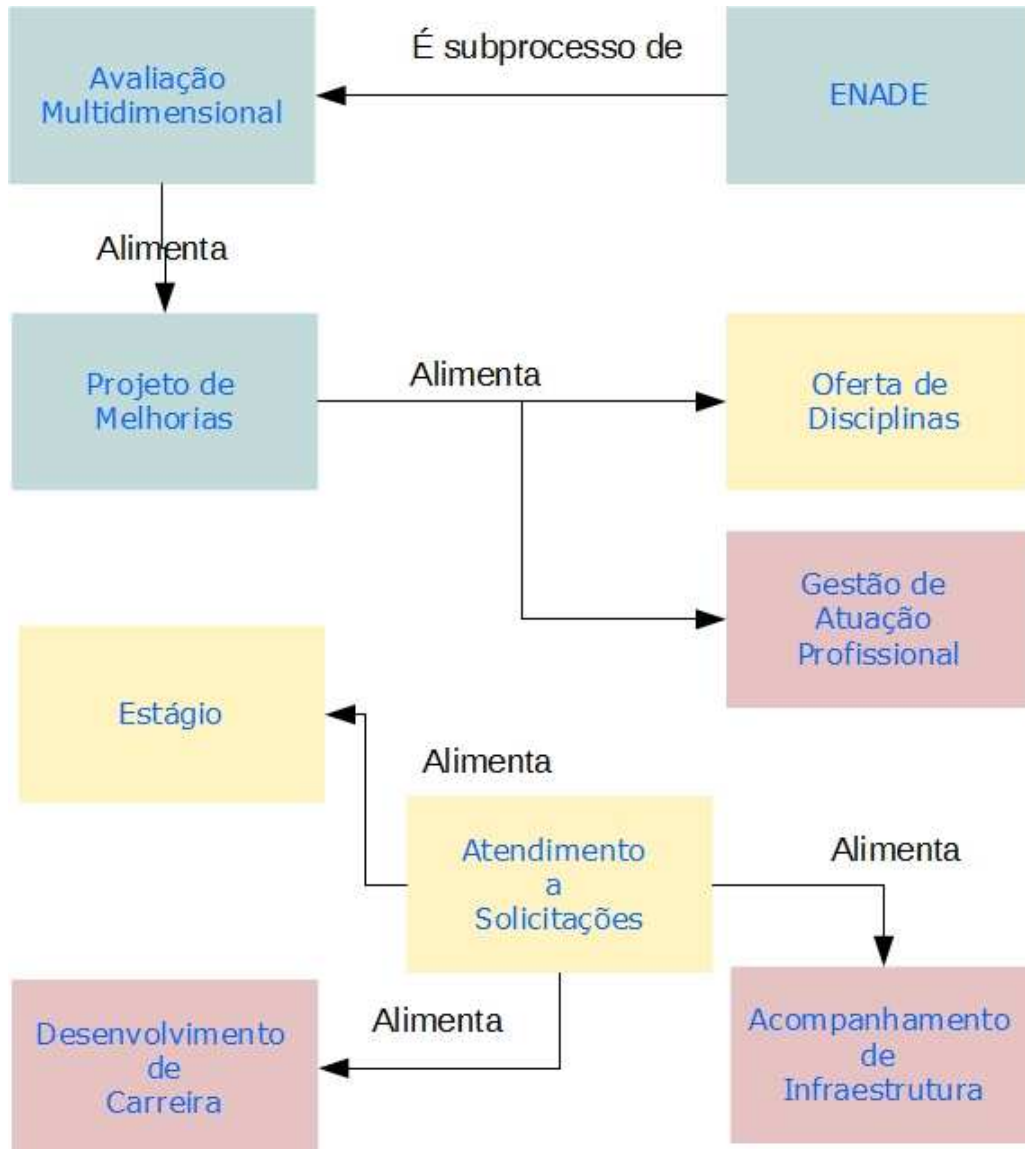 É subprocesso de
Avaliação
Multidimensional
ENADE
Alimenta
Projeto de
Melhorias
Alimenta
Oferta de
Disciplinas
Gestão de
Atuação
Profissional
Estágio
Alimenta
Atendimento
a
Solicitações
Alimenta
Desenvolvimento
de
Carreira
Alimenta
Acompanhamento
de
Infraestrutura